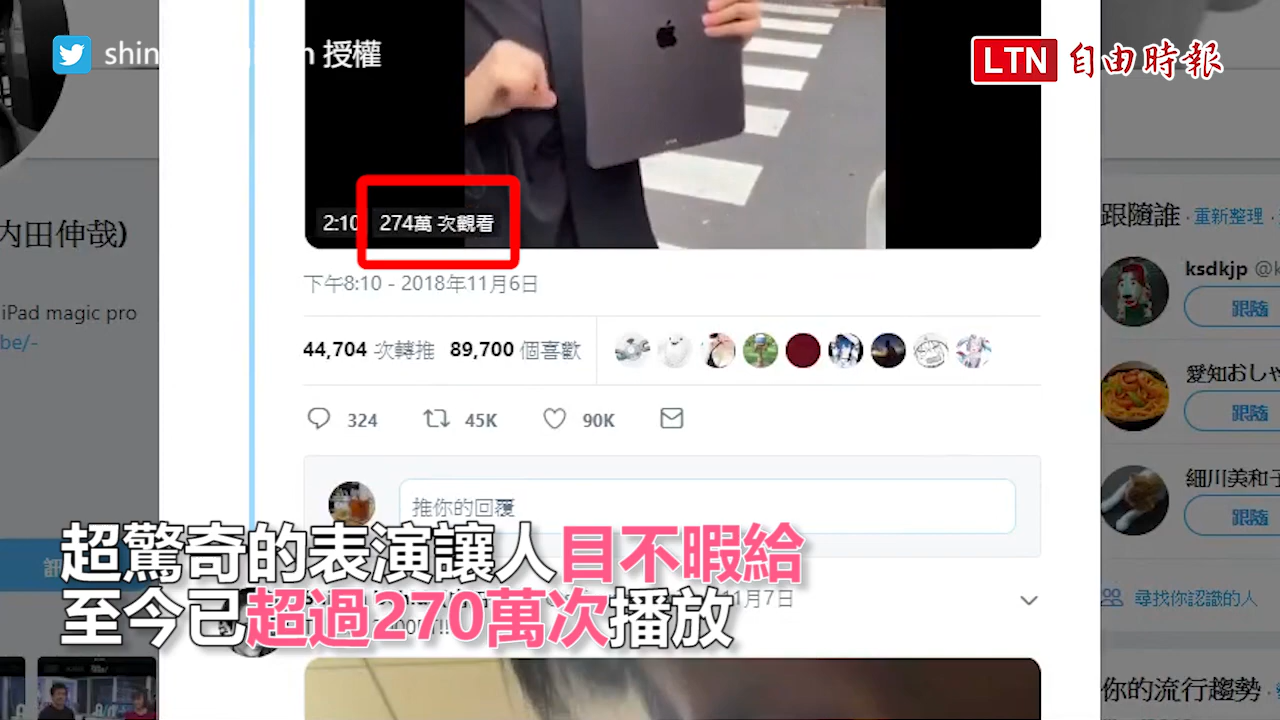 授權
LTN 自由時報
2:10
274萬 次觀看
下午8:10 - 2018年11月6日
44,704 次轉推 89,700 個喜歡
324 45K 90K
推你的回覆
內田伸哉)
iPad magic pro
be/-
跟隨誰 · 重新整理 ·
ksdkjp
跟隨
愛知おしゃ
跟隨
細川美和子
跟隨
尋找你認識的人
你的流行趨勢 ·
月7日
超驚奇的表演讓人目不暇給
至今已超過270萬次播放